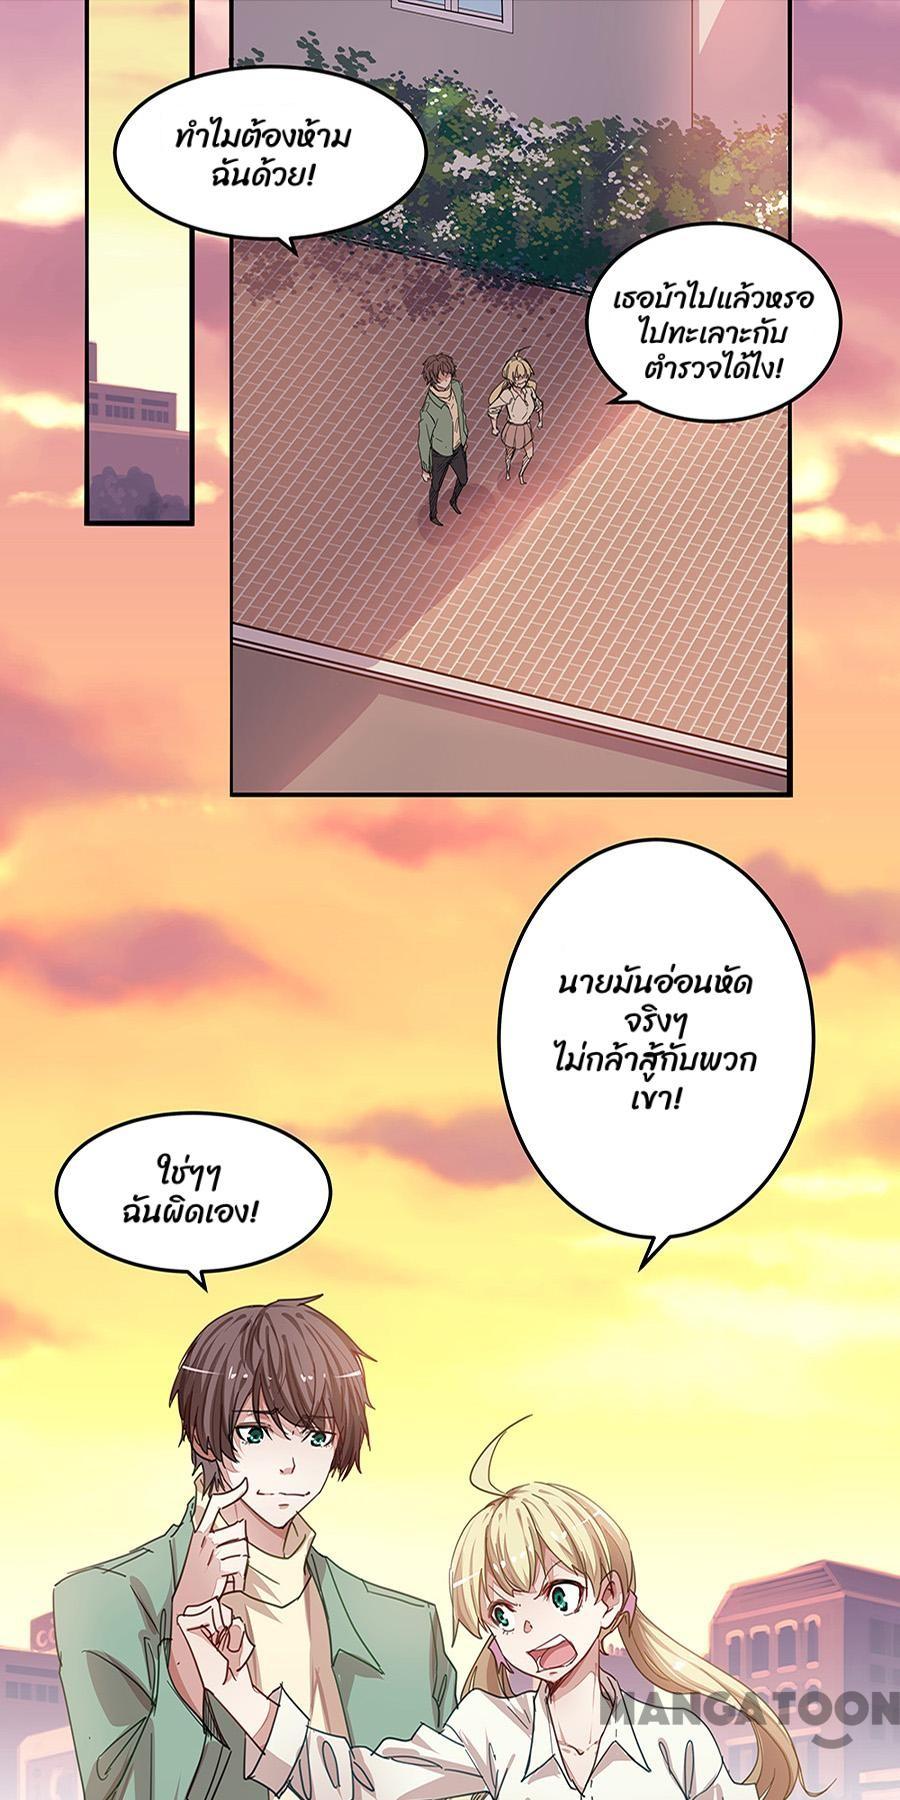 ทำไมต้องห้าม
ฉันด้วย!
เธอบ้าไปแล้วหรอ
ไปทะเลาะกับ
ตำรวจได้ไง!
นายมันอ่อนหัด
จริงๆ
ไม่กล้าสู้กับพวก
เขา!
ใช่ๆๆ
ฉันผิดเอง!
MANGATOON